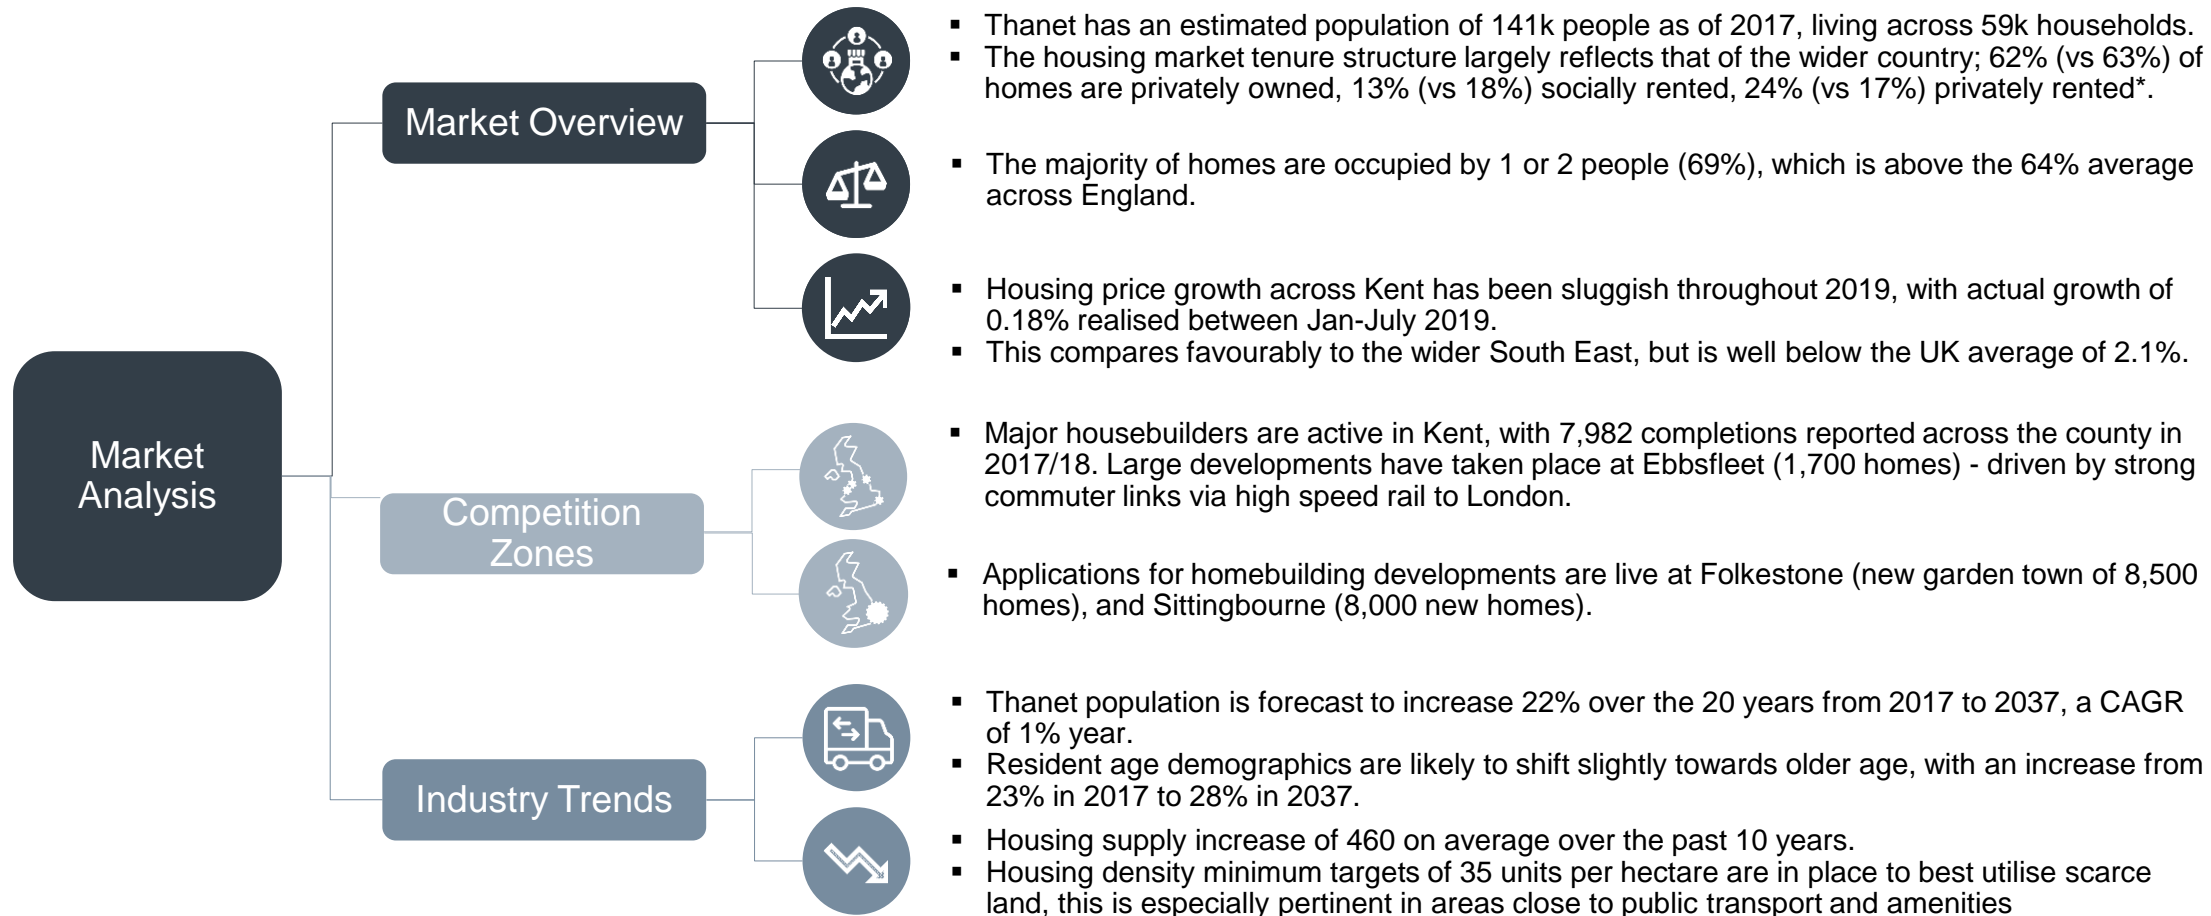 Market
Analysis
Market Overview
▪ Thanet has an estimated population of 141k people as of 2017, living across 59k households.
▪ The housing market tenure structure largely reflects that of the wider country; 62% (vs 63%) of
homes are privately owned, 13% (vs 18%) socially rented, 24% (vs 17%) privately rented*.
▪ The majority of homes are occupied by 1 or 2 people (69%), which is above the 64% average
across England.
▪ Housing price growth across Kent has been sluggish throughout 2019, with actual growth of
0.18% realised between Jan-July 2019.
▪ This compares favourably to the wider South East, but is well below the UK average of 2.1%.
Competition
Zones
▪ Major housebuilders are active in Kent, with 7,982 completions reported across the county in
2017/18. Large developments have taken place at Ebbsfleet (1,700 homes) - driven by strong
commuter links via high speed rail to London.
▪ Applications for homebuilding developments are live at Folkestone (new garden town of 8,500
homes), and Sittingbourne (8,000 new homes).
Industry Trends
▪ Thanet population is forecast to increase 22% over the 20 years from 2017 to 2037, a CAGR
of 1% year.
▪ Resident age demographics are likely to shift slightly towards older age, with an increase from
23% in 2017 to 28% in 2037.
▪ Housing supply increase of 460 on average over the past 10 years.
▪ Housing density minimum targets of 35 units per hectare are in place to best utilise scarce
land, this is especially pertinent in areas close to public transport and amenities